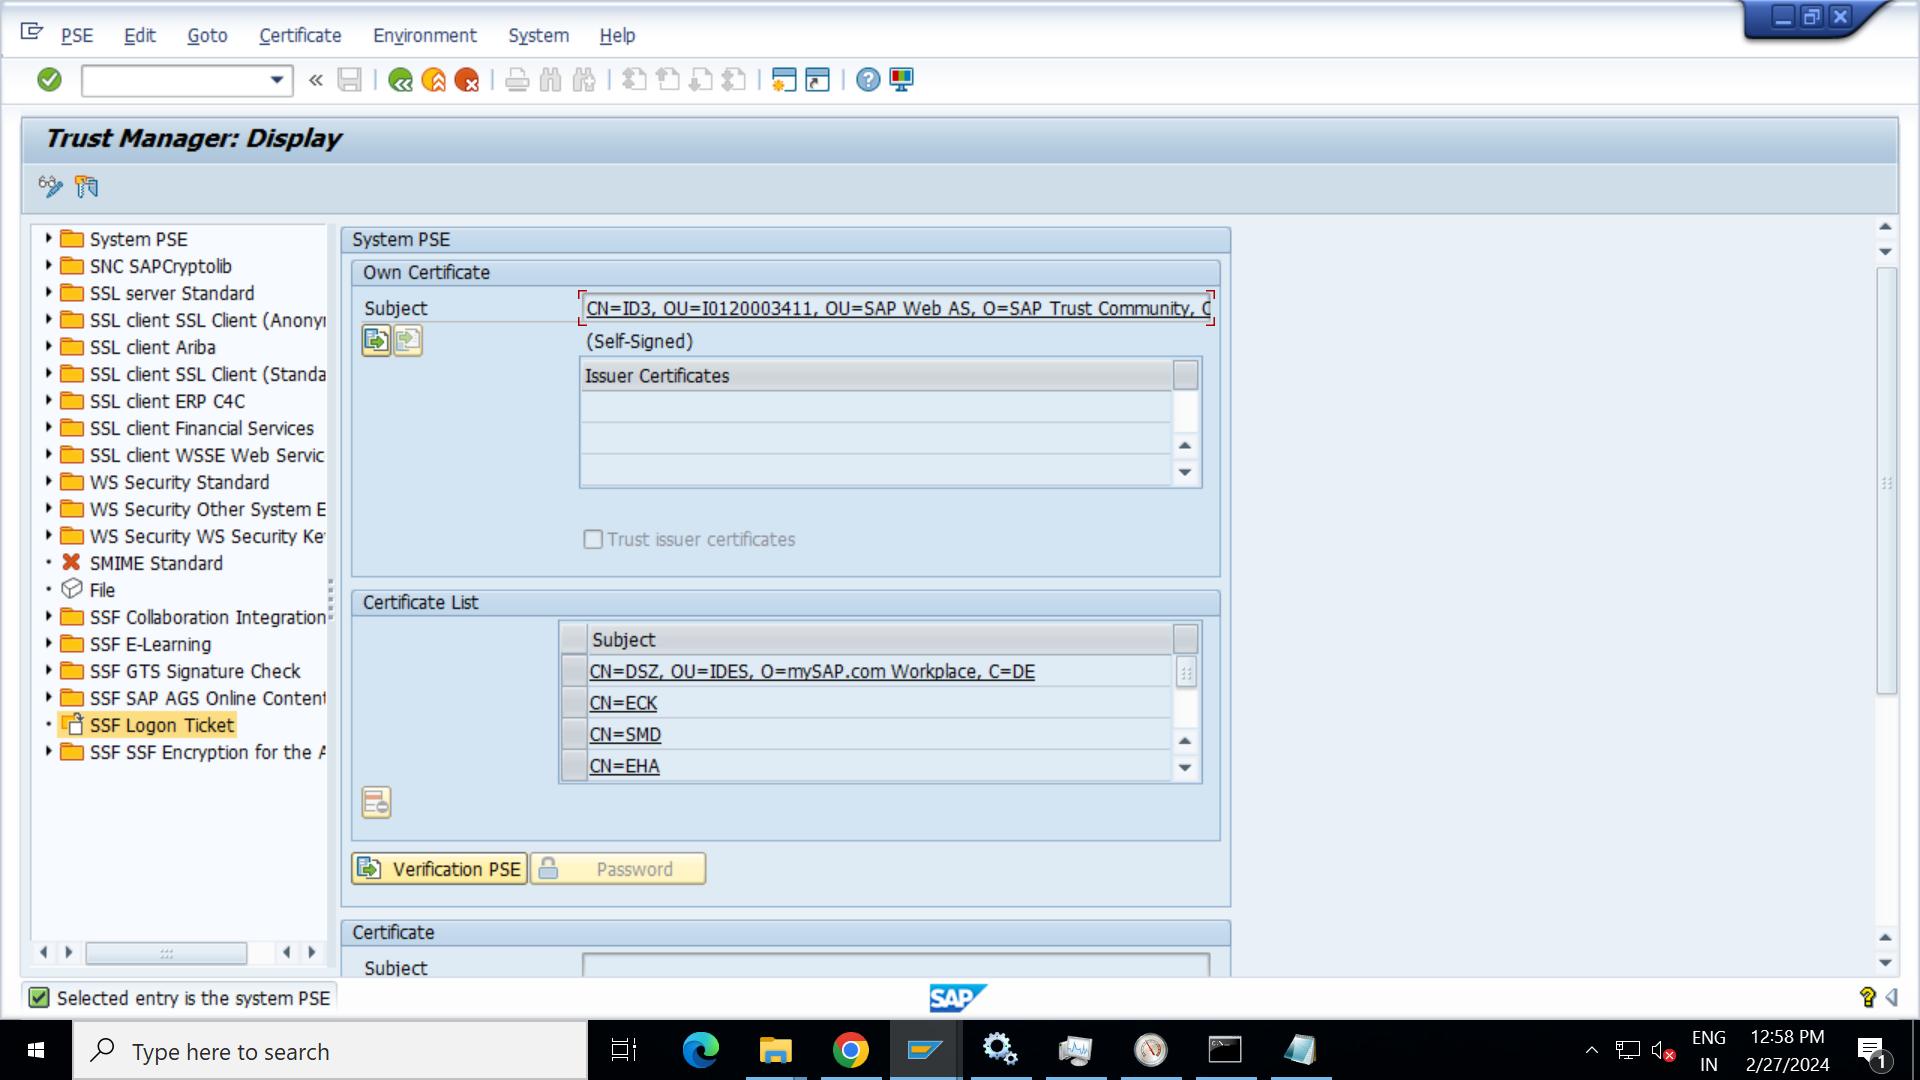 PSE Edit Goto Certificate Environment System Help
Trust Manager: Display
System PSE
SNC SAPCryptolib
SSL server Standard
SSL client SSL Client (Anony
SSL client Ariba
SSL client SSL Client (Standa
SSL client ERP C4C
SSL client Financial Services
SSL client WSSE Web Servic
WS Security Standard
WS Security Other System E
WS Security WS Security Ke
SMIME Standard
File
SSF Collaboration Integration
SSF E-Learning
SSF GTS Signature Check
SSF SAP AGS Online Content
SSF Logon Ticket
SSF SSF Encryption for the A
System PSE
Own Certificate
Subject CN=ID3, OU=I0120003411, OU=SAP Web AS, O=SAP Trust Community, C
(Self-Signed)
Issuer Certificates
Trust issuer certificates
Certificate List
Subject
CN=DSZ, OU=IDES, O=mySAP.com Workplace, C=DE
CN=ECK
CN=SMD
CN=EHA
Verification PSE Password
Certificate
Subject
Selected entry is the system PSE
SAP
Type here to search
ENG
IN
12:58 PM
2/27/2024
1